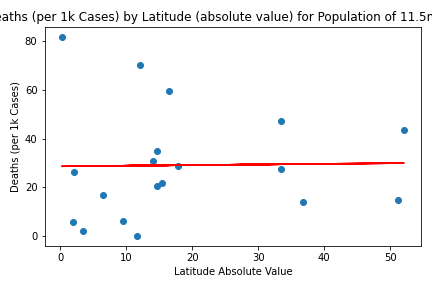 eaths (per 1k Cases) by Latitude (absolute value) for Population of 11.5m
80
60
40
20
0
Deaths (per 1k Cases)
0 10 20 30 40 50
Latitude Absolute Value